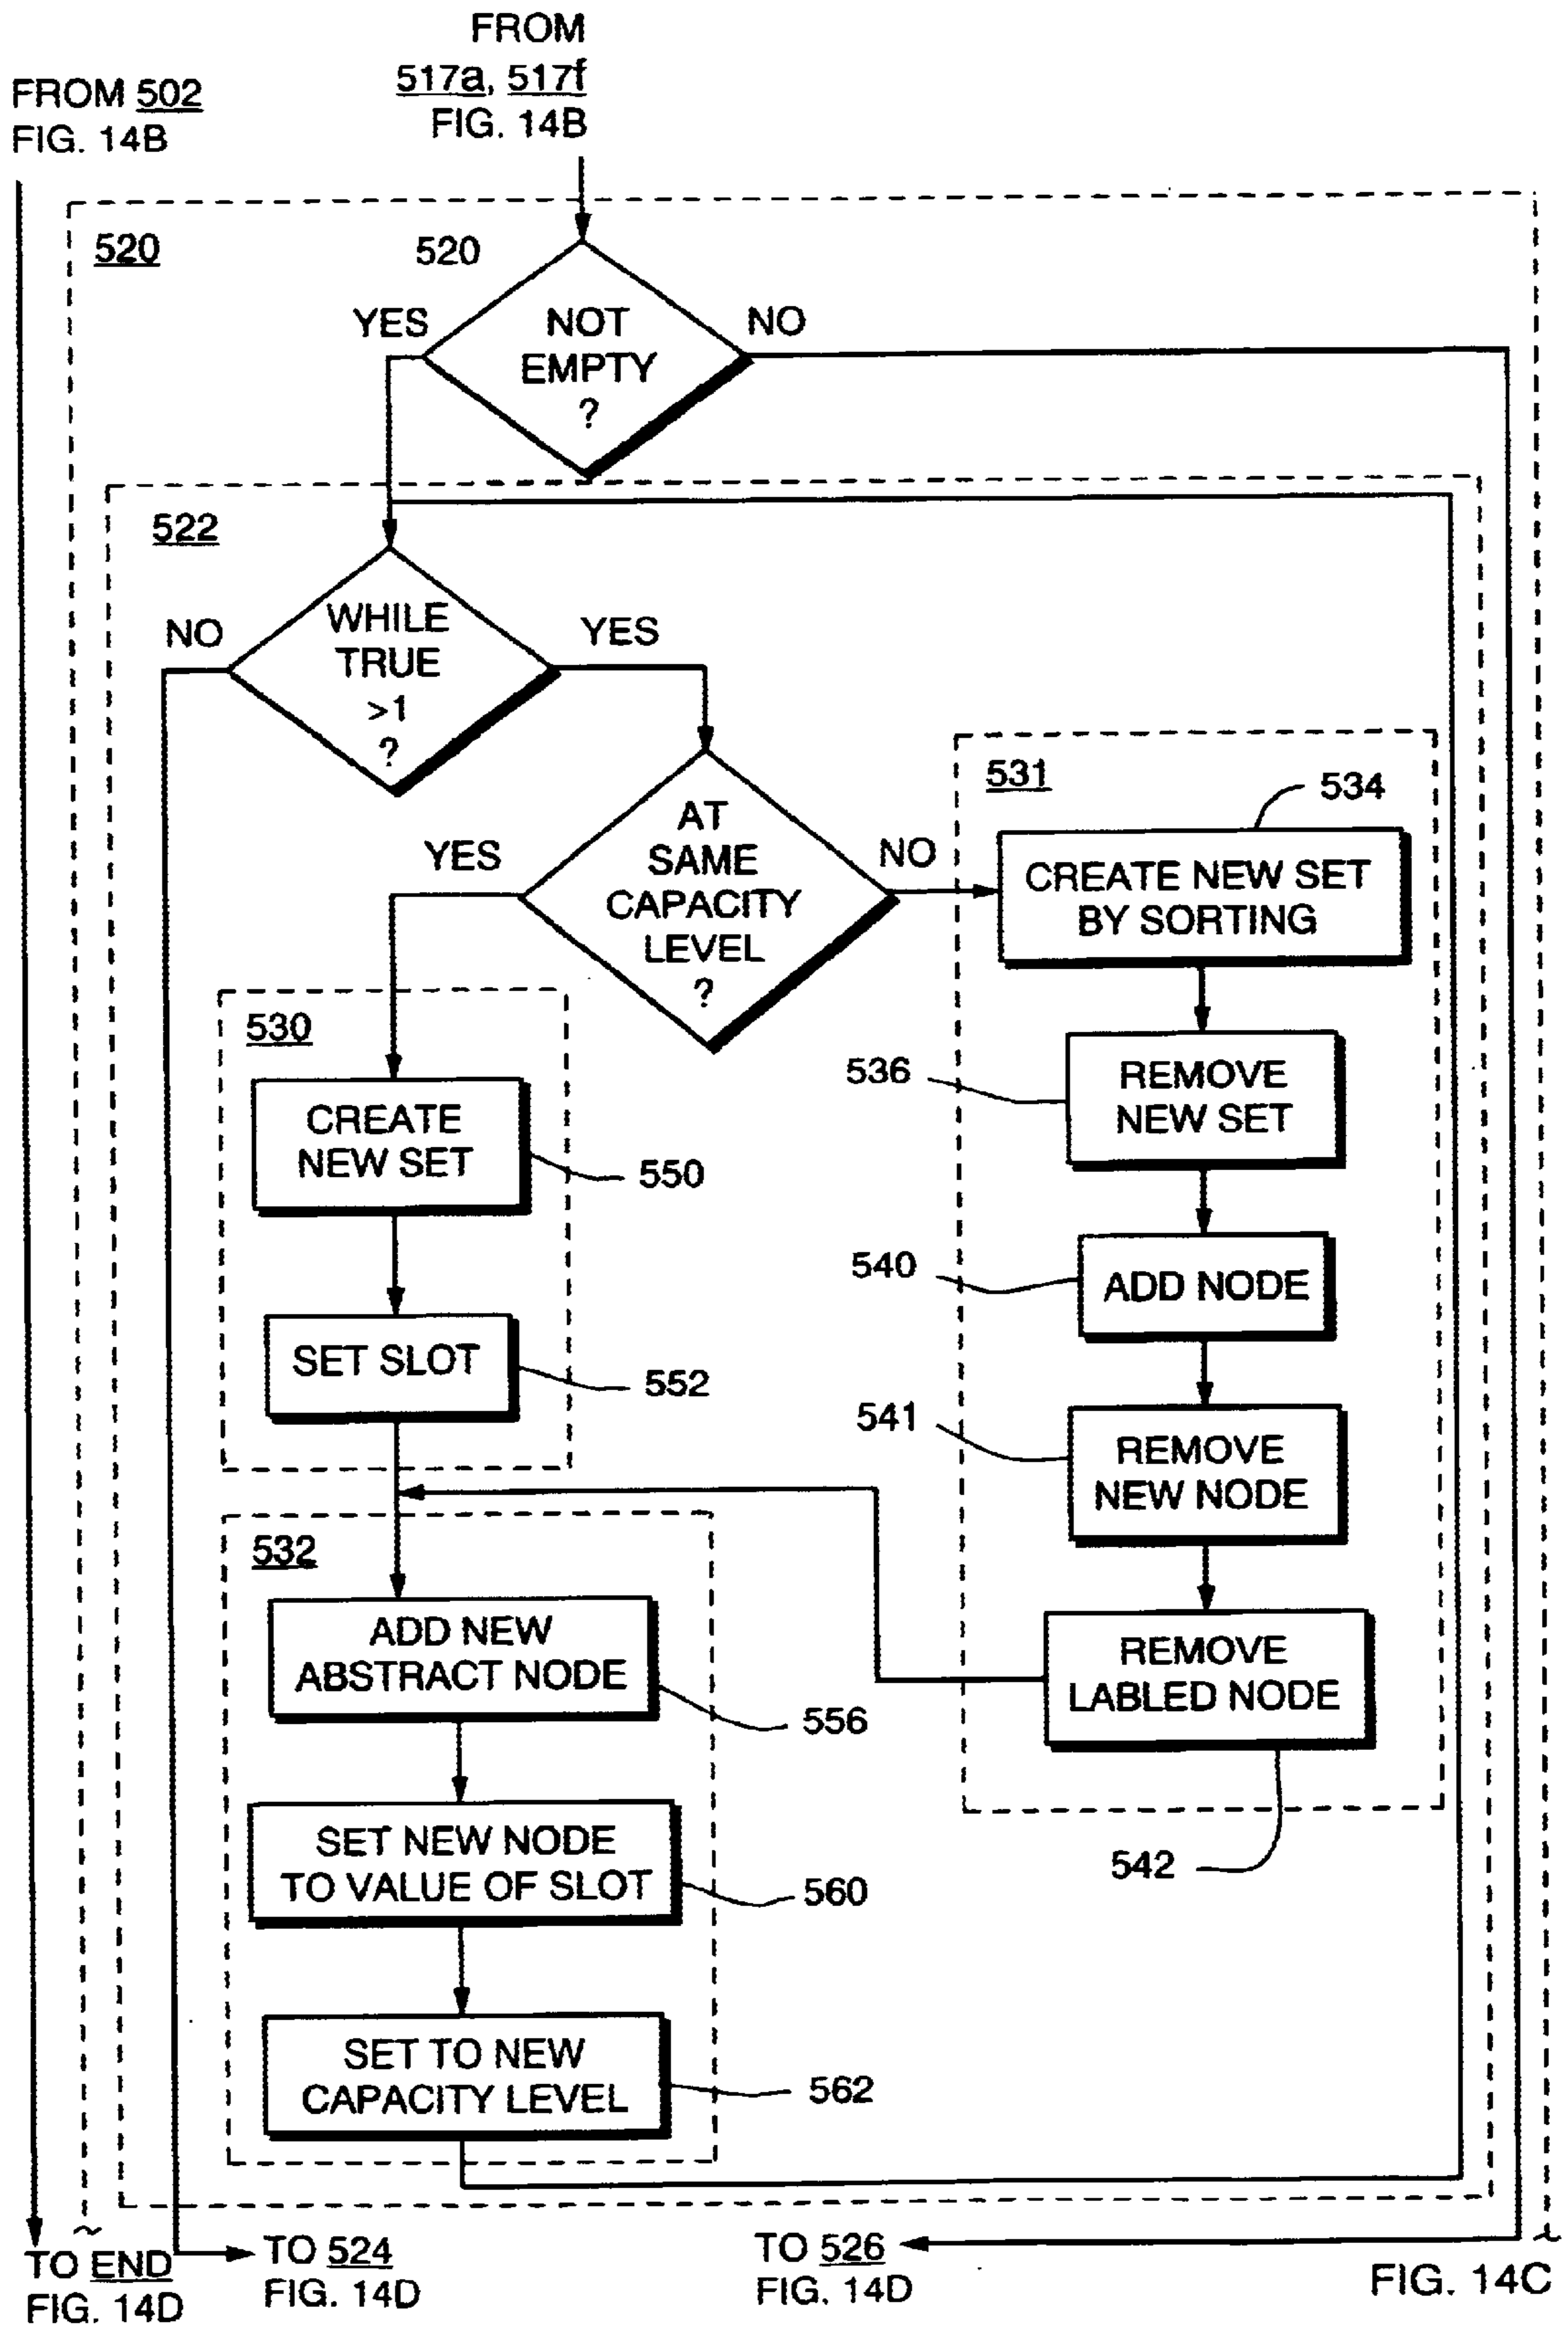 FROM
517a, 517f
FIG. 14B
FROM 502
FIG. 14B
520
520
YES
NOT
EMPTY
?
NO
522
NO
WHILE
TRUE
>1
?
YES
YES
AT
SAME
CAPACITY
LEVEL
?
NO
531
534
CREATE NEW SET
BY SORTING
530
CREATE
NEW SET
550
536
REMOVE
NEW SET
540
ADD NODE
SET SLOT
552
541
REMOVE
NEW NODE
532
ADD NEW
ABSTRACT NODE
556
REMOVE
LABLED NODE
542
SET NEW NODE
TO VALUE OF SLOT
560
SET TO NEW
CAPACITY LEVEL
562
TO END
FIG. 14D
TO 524
FIG. 14D
TO 526
FIG. 14D
FIG. 14C